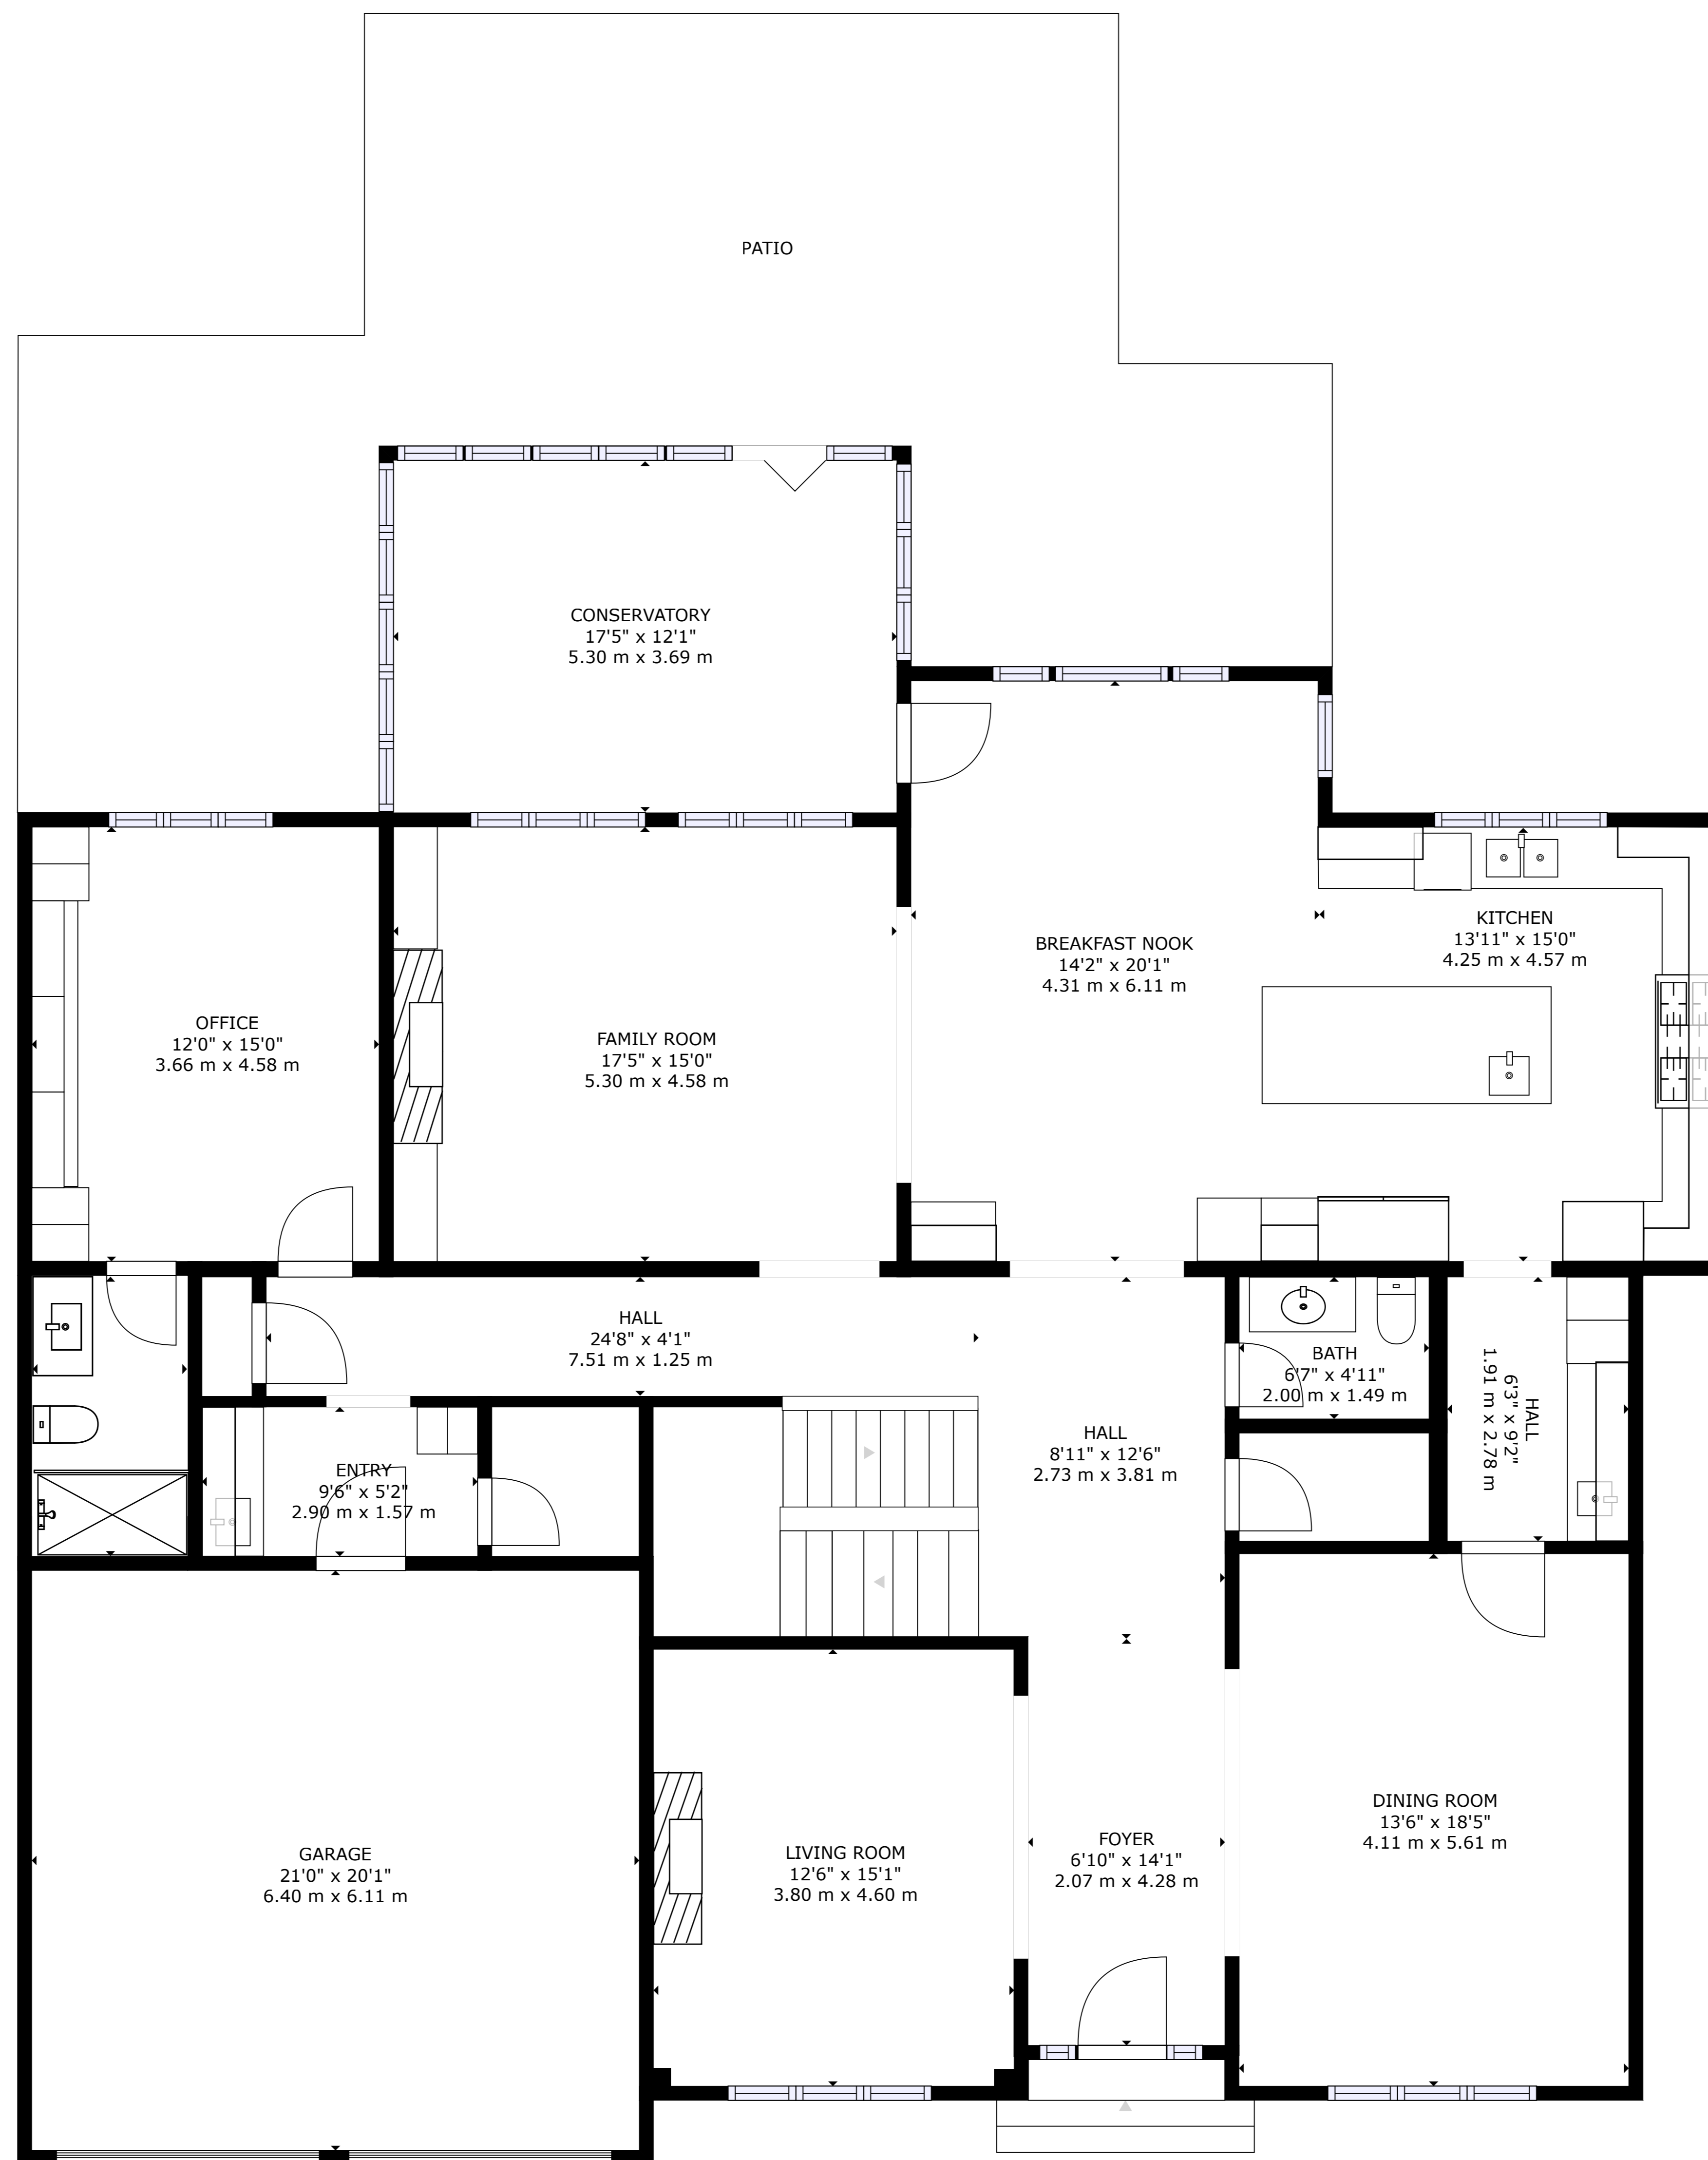 PATIO
CONSERVATORY
17'5" x 12'1"
5.30 m x 3.69 m
BREAKFAST NOOK
14'2" x 20'1"
4.31 m x 6.11 m
KITCHEN
13'11" x 15'0"
4.25 m x 4.57 m
OFFICE
12'0" x 15'0"
3.66 m x 4.58 m
FAMILY ROOM
17'5" x 15'0"
5.30 m x 4.58 m
HALL
24'8" x 4'1"
7.51 m x 1.25 m
BATH
6'7" x 4'11"
2.00 m x 1.49 m
HALL
6'3" x 9'2"
1.91 m x 2.78 m
HALL
8'11" x 12'6"
2.73 m x 3.81 m
ENTRY
9'6" x 5'2"
2.90 m x 1.57 m
DINING ROOM
13'6" x 18'5"
4.11 m x 5.61 m
FOYER
6'10" x 14'1"
2.07 m x 4.28 m
LIVING ROOM
12'6" x 15'1"
3.80 m x 4.60 m
GARAGE
21'0" x 20'1"
6.40 m x 6.11 m